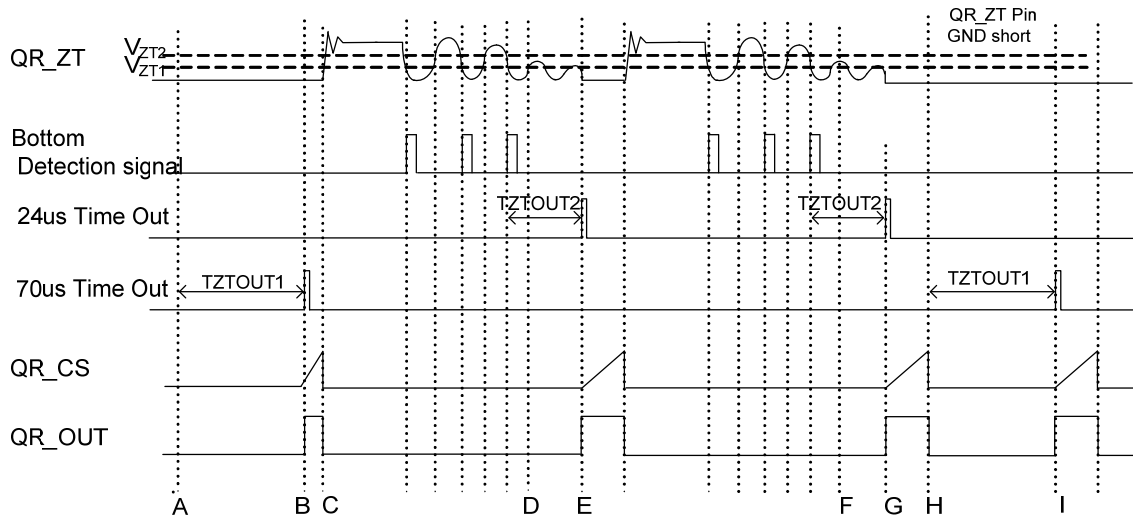 QR_ZT Pin
GND short
QR_ZT
VZT2
VZT1
Bottom
Detection signal
24us Time Out
TZTOUT2
TZTOUT2
70us Time Out
TZTOUT1
TZTOUT1
QR_CS
QR_OUT
A B C D E F G H I